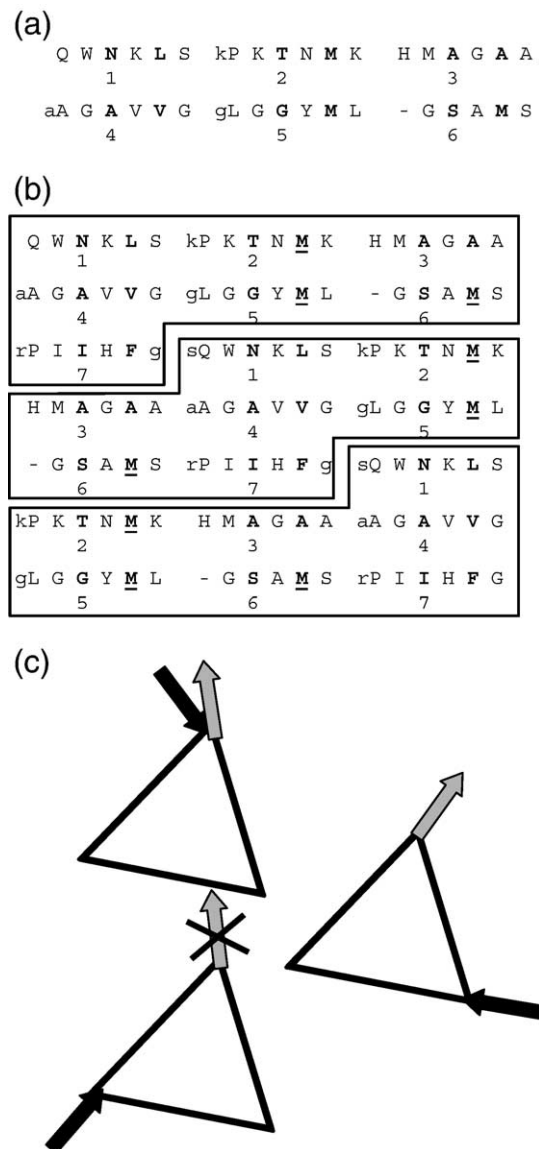 (a)
Q W N K L S kP K T N M K H M A G A A
1 2 3
aA G A V V G gL G G Y M L - G S A M S
4 5 6
(b)
Q W N K L S kP K T N M K H M A G A A
1 2 3
aA G A V V G gL G G Y M L - G S A M S
4 5 6
rP I I H F g sQ W N K L S kP K T N M K
7 1 2
H M A G A A aA G A V V G gL G G Y M L
3 4 5
- G S A M S rP I I H F g sQ W N K L S
6 7 1
kP K T N M K H M A G A A aA G A V V G
2 3 4
gL G G Y M L - G S A M S rP I I H F G
5 6 7
(c)